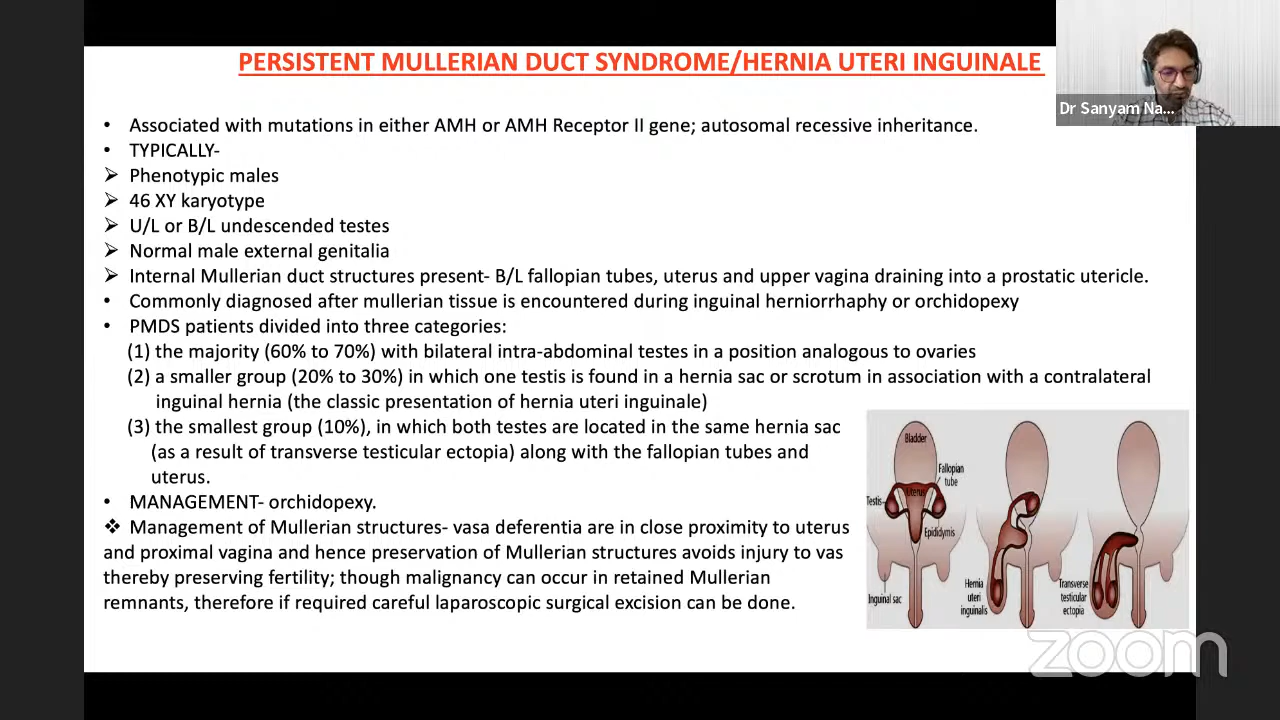 PERSISTENT MULLERIAN DUCT SYNDROME/HERNIA UTERI INGUINALE
Dr Sanyam Na...
• Associated with mutations in either AMH or AMH Receptor II gene; autosomal recessive inheritance.
• TYPICALLY-
➢ Phenotypic males
➢ 46 XY karyotype
➢ U/L or B/L undescended testes
➢ Normal male external genitalia
➢ Internal Mullerian duct structures present- B/L fallopian tubes, uterus and upper vagina draining into a prostatic utericle.
• Commonly diagnosed after mullerian tissue is encountered during inguinal herniorrhaphy or orchidopexy
• PMDS patients divided into three categories:
(1) the majority (60% to 70%) with bilateral intra-abdominal testes in a position analogous to ovaries
(2) a smaller group (20% to 30%) in which one testis is found in a hernia sac or scrotum in association with a contralateral
inguinal hernia (the classic presentation of hernia uteri inguinale)
(3) the smallest group (10%), in which both testes are located in the same hernia sac
(as a result of transverse testicular ectopia) along with the fallopian tubes and
uterus.
• MANAGEMENT- orchidopexy.
❖ Management of Mullerian structures- vasa deferentia are in close proximity to uterus
and proximal vagina and hence preservation of Mullerian structures avoids injury to vas
thereby preserving fertility; though malignancy can occur in retained Mullerian
remnants, therefore if required careful laparoscopic surgical excision can be done.
Bladder
Fallopian
tube
Uterus
Testis
Epididymis
Inguinal sac
Hernia
uteri
inguinalis
Transverse
testicular
ectopia
zoom